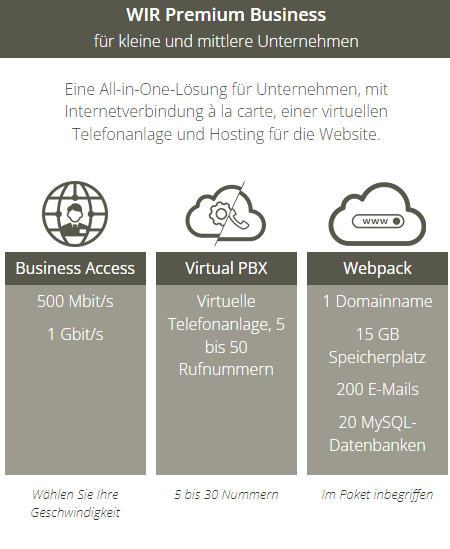 WIR Premium Business
für kleine und mittlere Unternehmen
Eine All-in-One-Lösung für Unternehmen, mit
Internetverbindung à la carte, einer virtuellen
Telefonanlage und Hosting für die Website.
www
Business Access
500 Mbit/s
1 Gbit/s
Wählen Sie Ihre
Geschwindigkeit
Virtual PBX
Virtuelle
Telefonanlage, 5
bis 50
Rufnummern
5 bis 30 Nummern
Webpack
1 Domainname
15 GB
Speicherplatz
200 E-Mails
20 MySQL-
Datenbanken
Im Paket inbegriffen